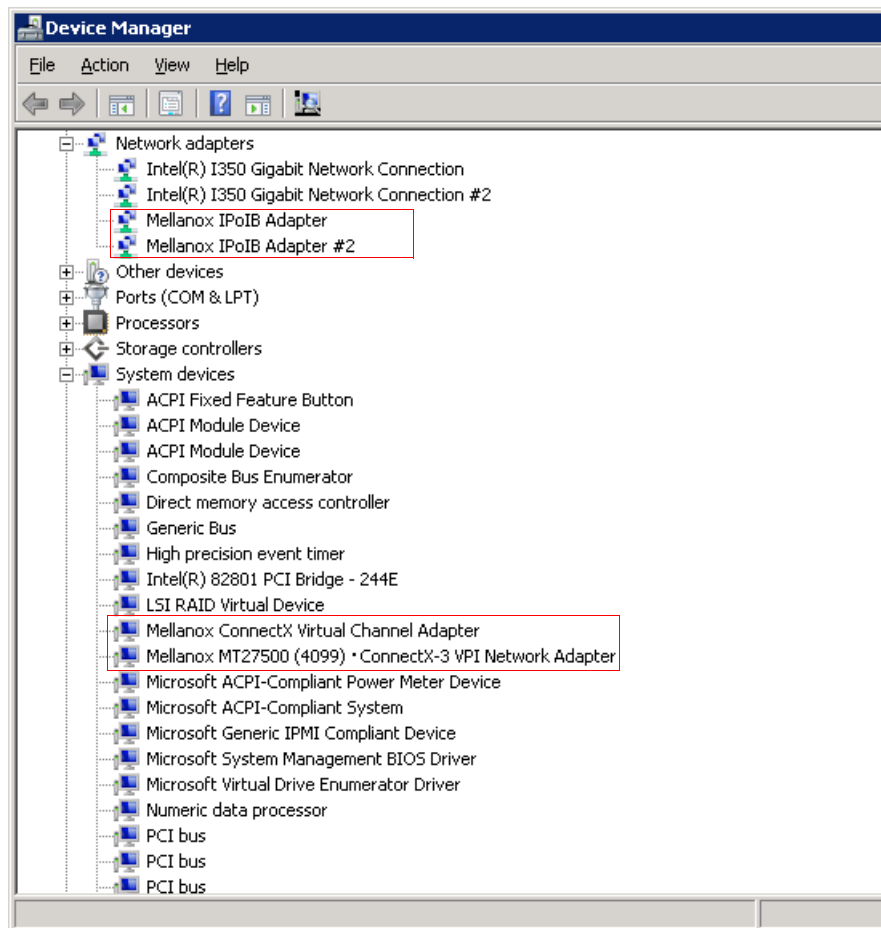 Device Manager
File Action View Help
Network adapters
Intel(R) I350 Gigabit Network Connection
Intel(R) I350 Gigabit Network Connection #2
Mellanox IPoIB Adapter
Mellanox IPoIB Adapter #2
Other devices
Ports (COM & LPT)
Processors
Storage controllers
System devices
ACPI Fixed Feature Button
ACPI Module Device
ACPI Module Device
Composite Bus Enumerator
Direct memory access controller
Generic Bus
High precision event timer
Intel(R) 82801 PCI Bridge - 244E
LSI RAID Virtual Device
Mellanox ConnectX Virtual Channel Adapter
Mellanox MT27500 (4099) · ConnectX-3 VPI Network Adapter
Microsoft ACPI-Compliant Power Meter Device
Microsoft ACPI-Compliant System
Microsoft Generic IPMI Compliant Device
Microsoft System Management BIOS Driver
Microsoft Virtual Drive Enumerator Driver
Numeric data processor
PCI bus
PCI bus
PCI bus